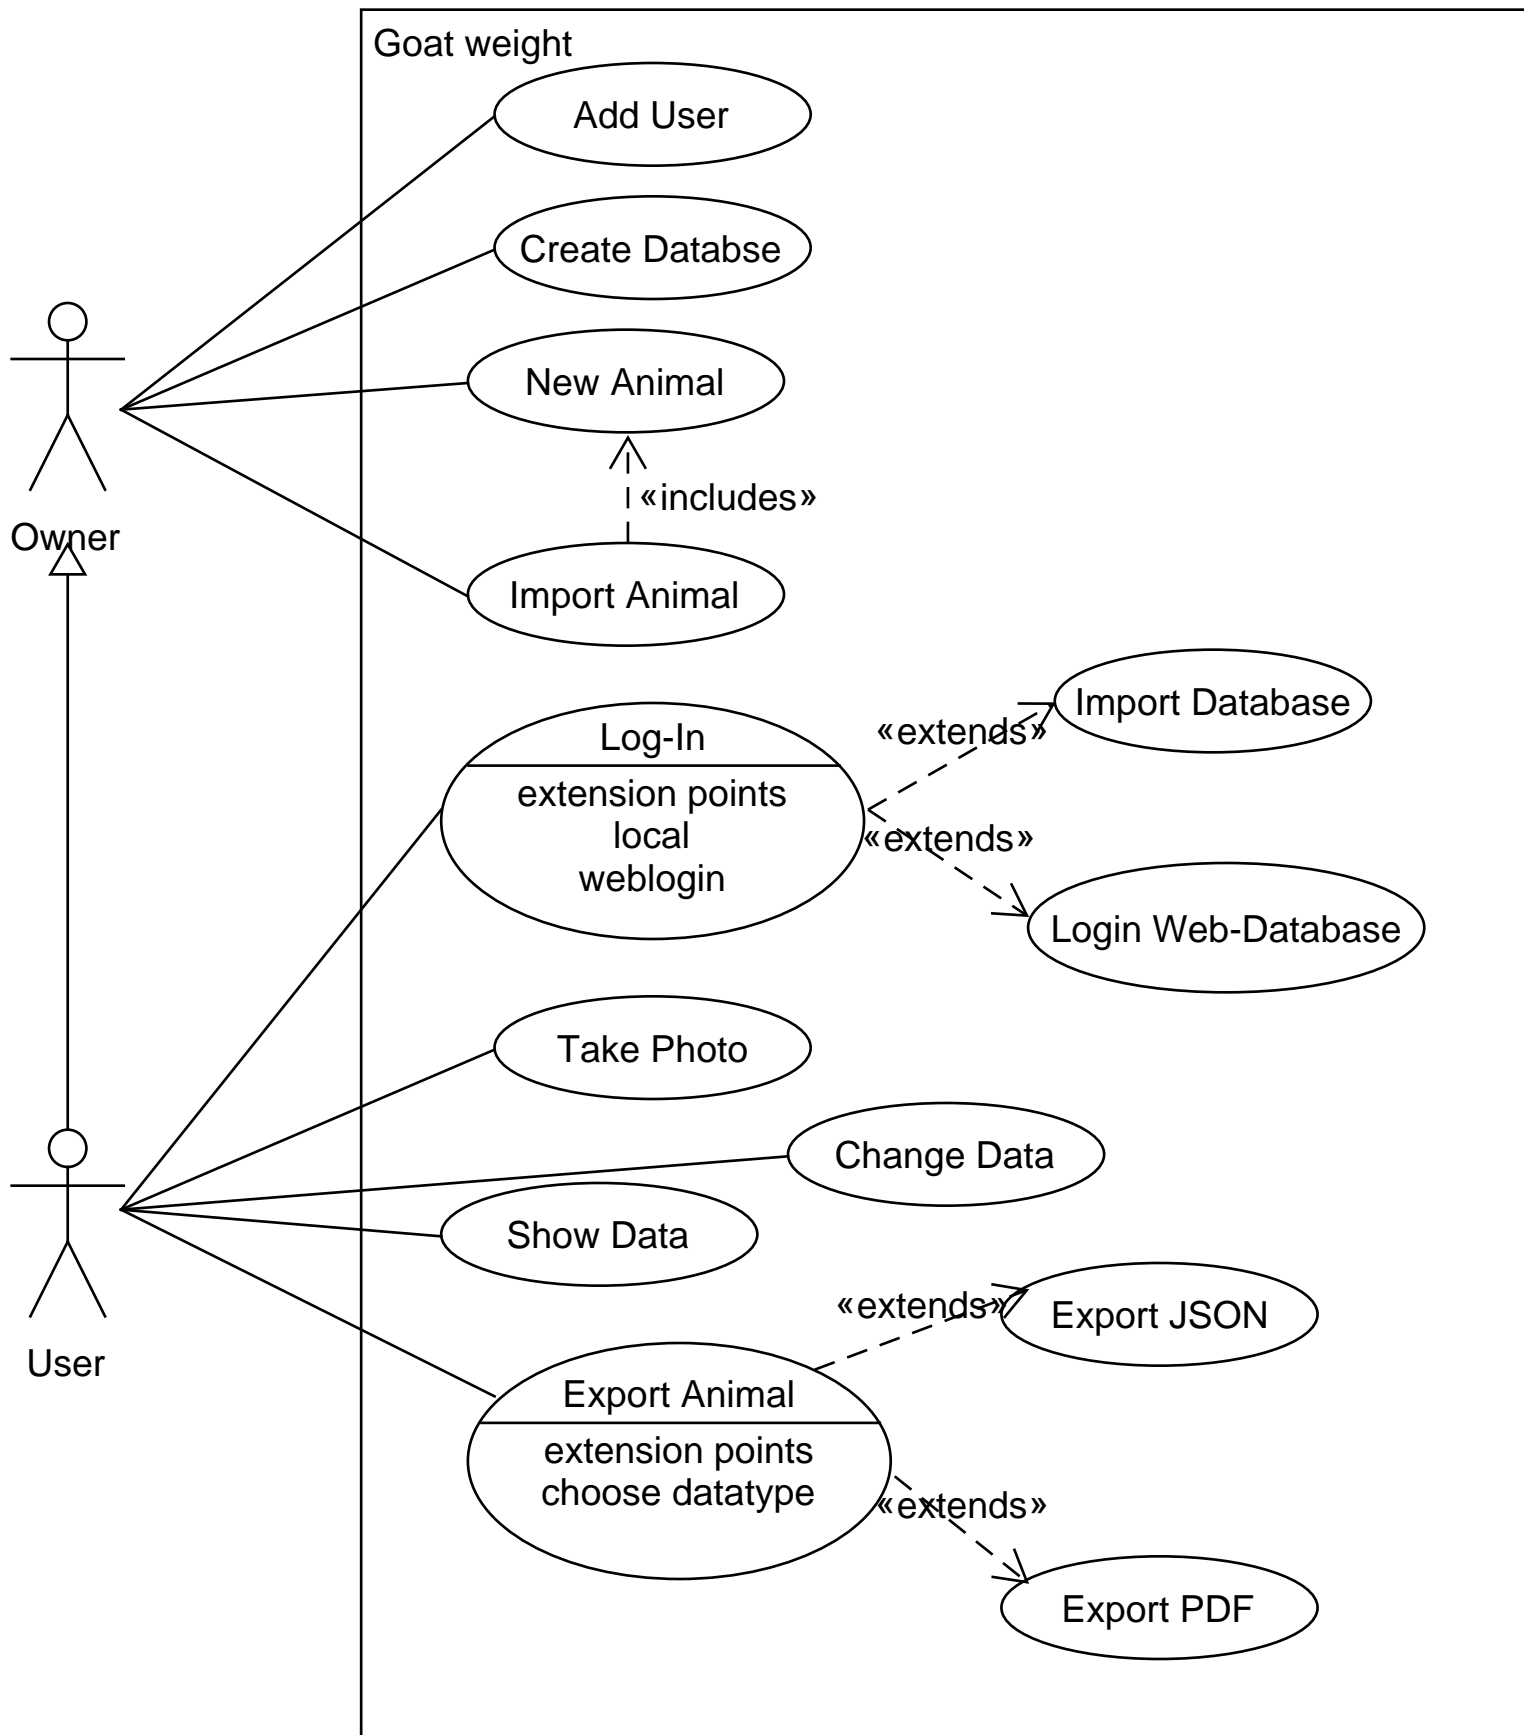 Goat weight
Add User
Create Databse
New Animal
«includes»
Owner
Import Animal
Import Database
«extends»
Log-In
extension points
local
weblogin
«extends»
Login Web-Database
Take Photo
Change Data
Show Data
«extends»
Export JSON
User
Export Animal
extension points
choose datatype
«extends»
Export PDF